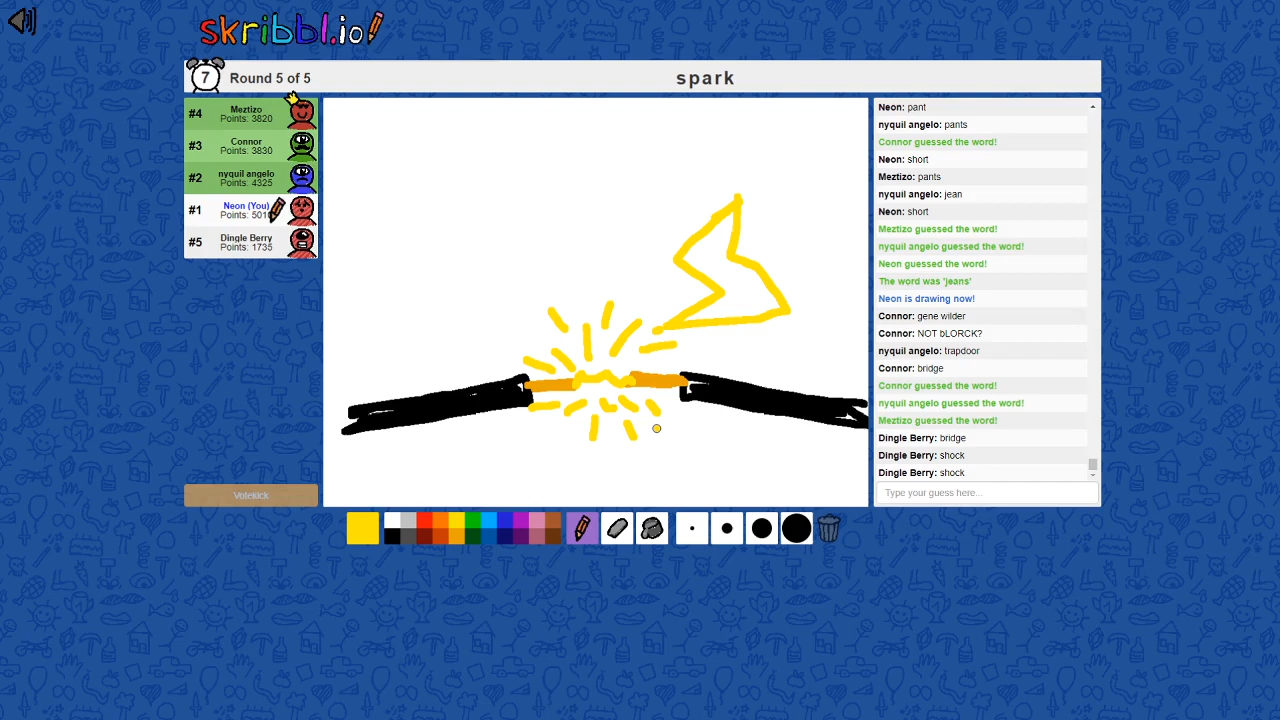 skribbl.io
7 Round 5 of 5 spark
#4 Meztizo
Points: 3820
#3 Connor
Points: 3830
#2 nyquil angelo
Points: 4325
#1 Neon (You)
Points: 5010
#5 Dingle Berry
Points: 1735
Votekick
Neon: pant
nyquil angelo: pants
Connor guessed the word!
Neon: short
Meztizo: pants
nyquil angelo: jean
Neon: short
Meztizo guessed the word!
nyquil angelo guessed the word!
Neon guessed the word!
The word was 'jeans'
Neon is drawing now!
Connor: gene wilder
Connor: NOT bLORCK?
nyquil angelo: trapdoor
Connor: bridge
Connor guessed the word!
nyquil angelo guessed the word!
Meztizo guessed the word!
Dingle Berry: bridge
Dingle Berry: shock
Dingle Berry: shock
Type your guess here...